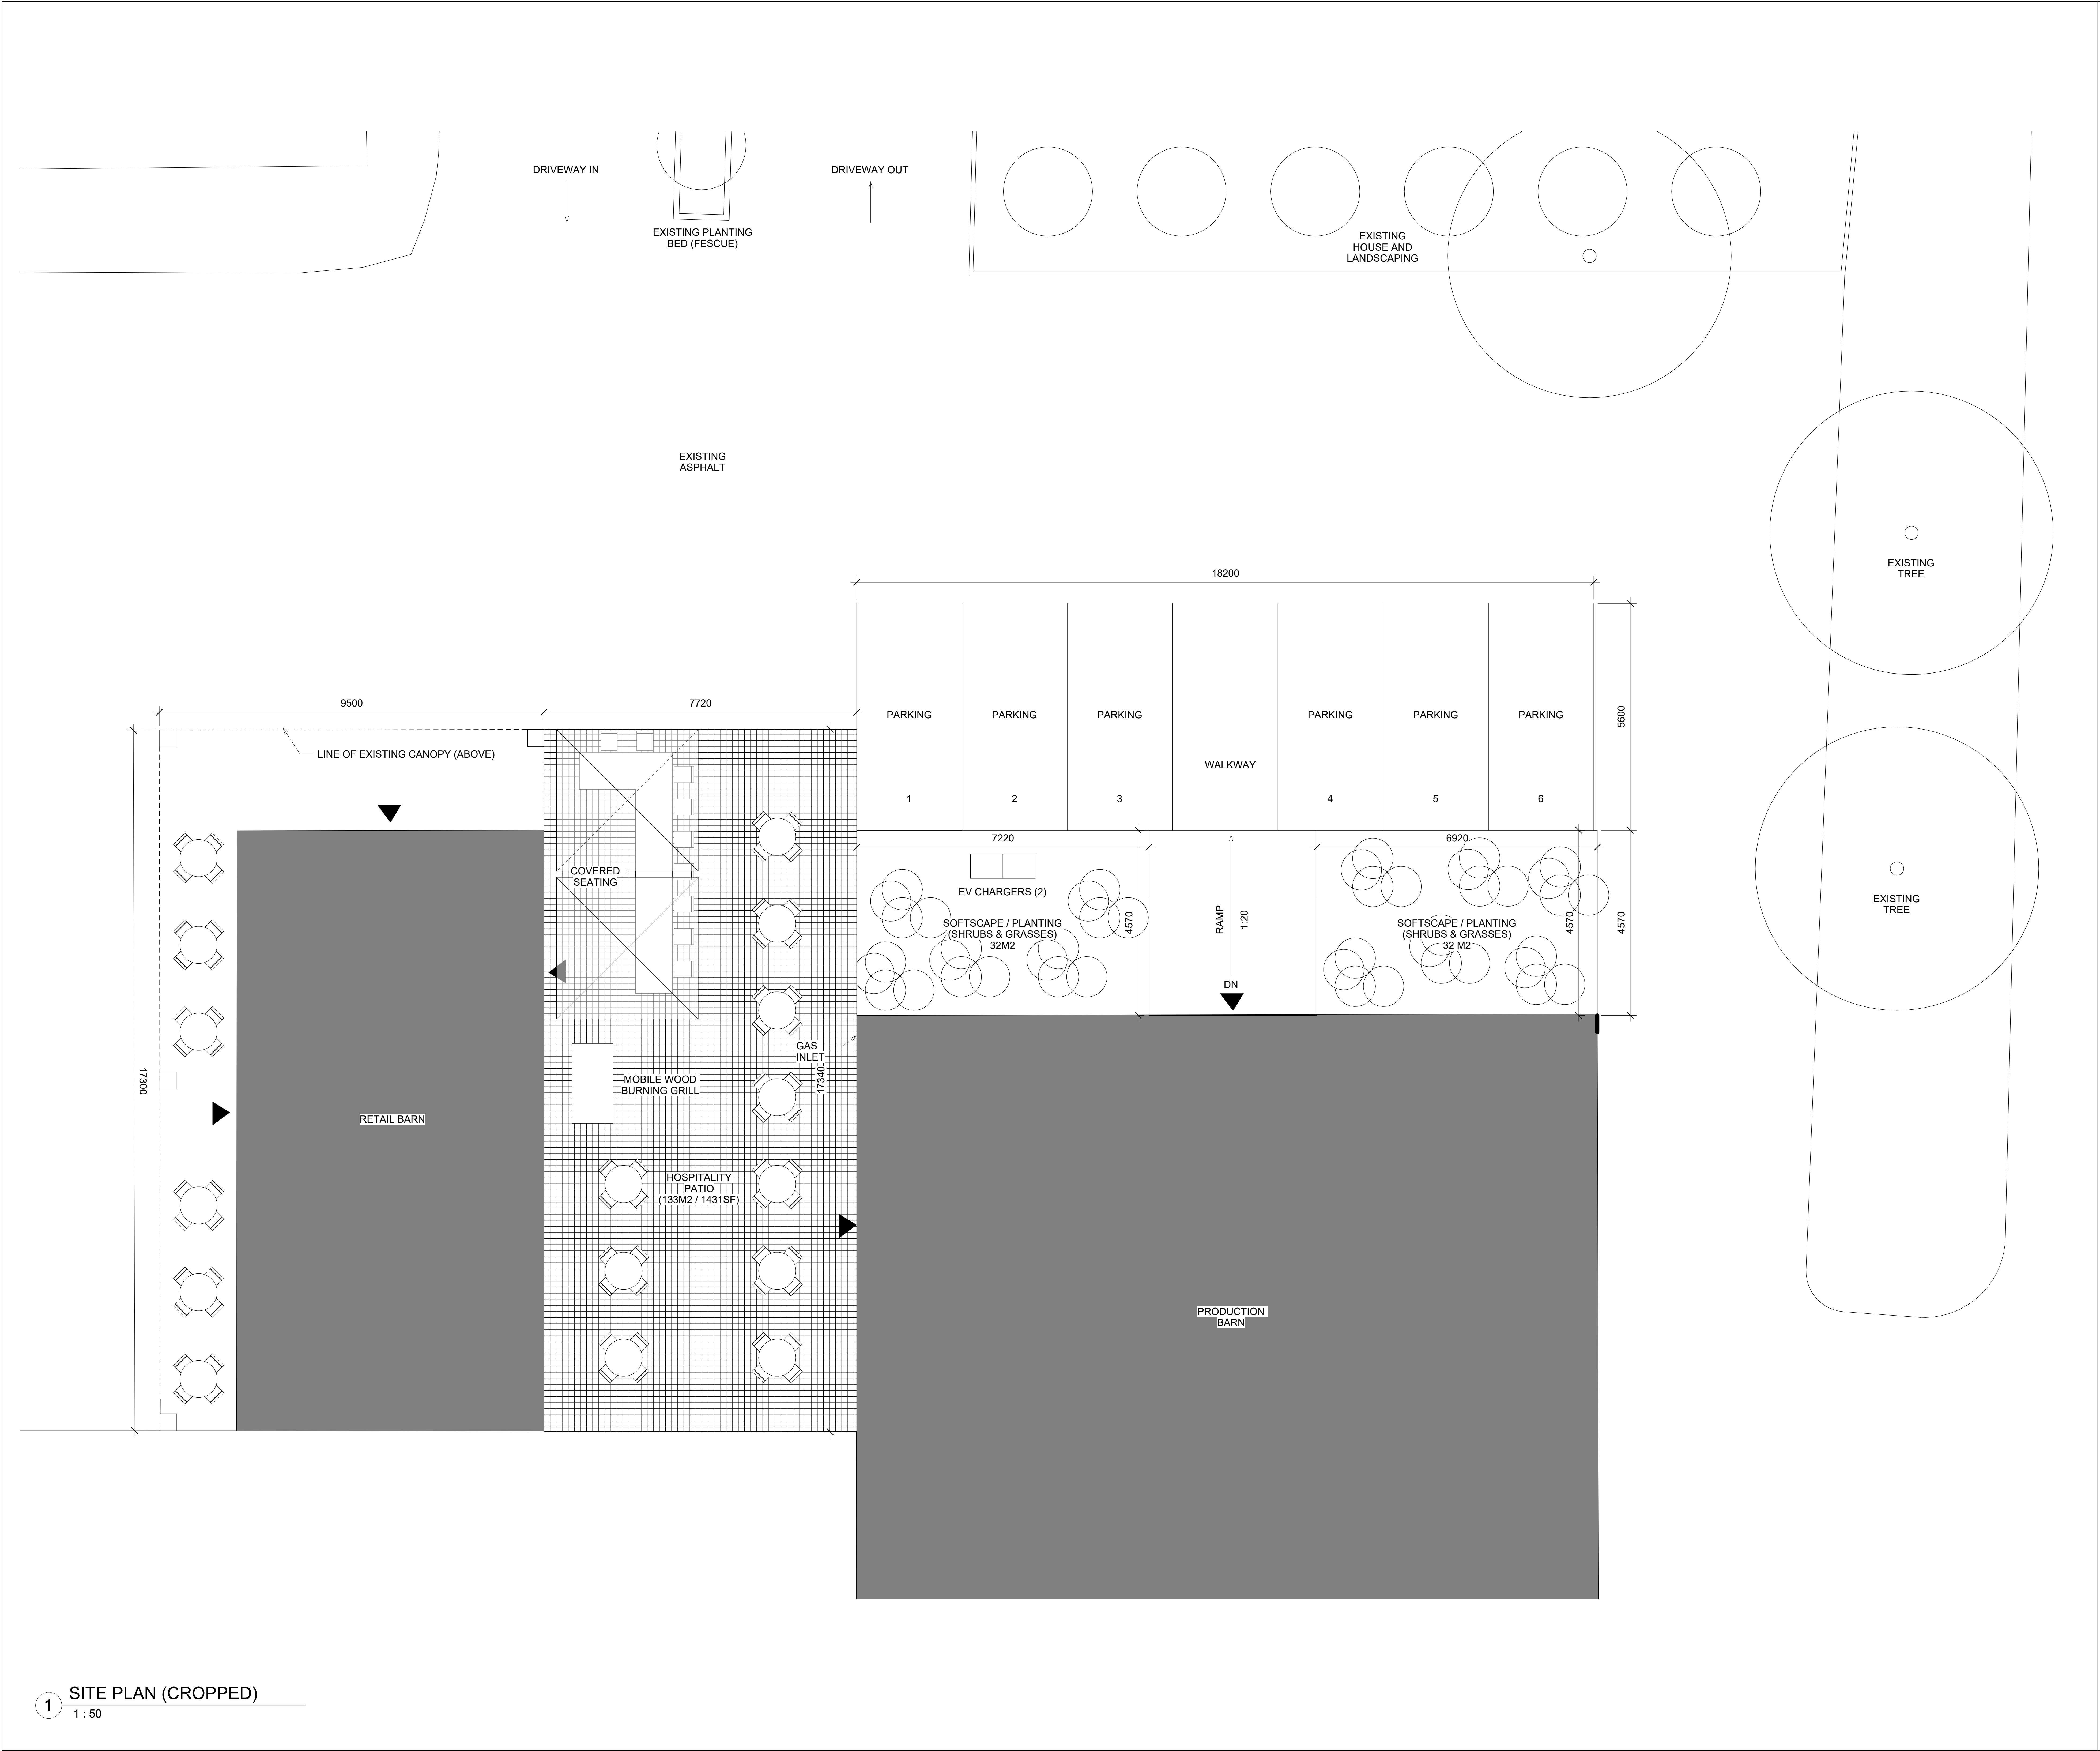 DRIVEWAY IN
DRIVEWAY OUT
EXISTING PLANTING
BED (FESCUE)
EXISTING
HOUSE AND
LANDSCAPING
EXISTING
ASPHALT
EXISTING
TREE
18200
9500
7720
PARKING
PARKING
PARKING
PARKING
PARKING
PARKING
5600
LINE OF EXISTING CANOPY (ABOVE)
WALKWAY
1
2
3
4
5
6
7220
6920
COVERED
SEATING
EV CHARGERS (2)
EXISTING
TREE
SOFTSCAPE / PLANTING
(SHRUBS & GRASSES)
32M2
4570
RAMP
1:20
SOFTSCAPE / PLANTING
(SHRUBS & GRASSES)
32 M2
4570
4570
DN
GAS
INLET
17300
17340
MOBILE WOOD
BURNING GRILL
RETAIL BARN
HOSPITALITY
PATIO
(133M2 / 1431SF)
PRODUCTION
BARN
1
SITE PLAN (CROPPED)
1 : 50